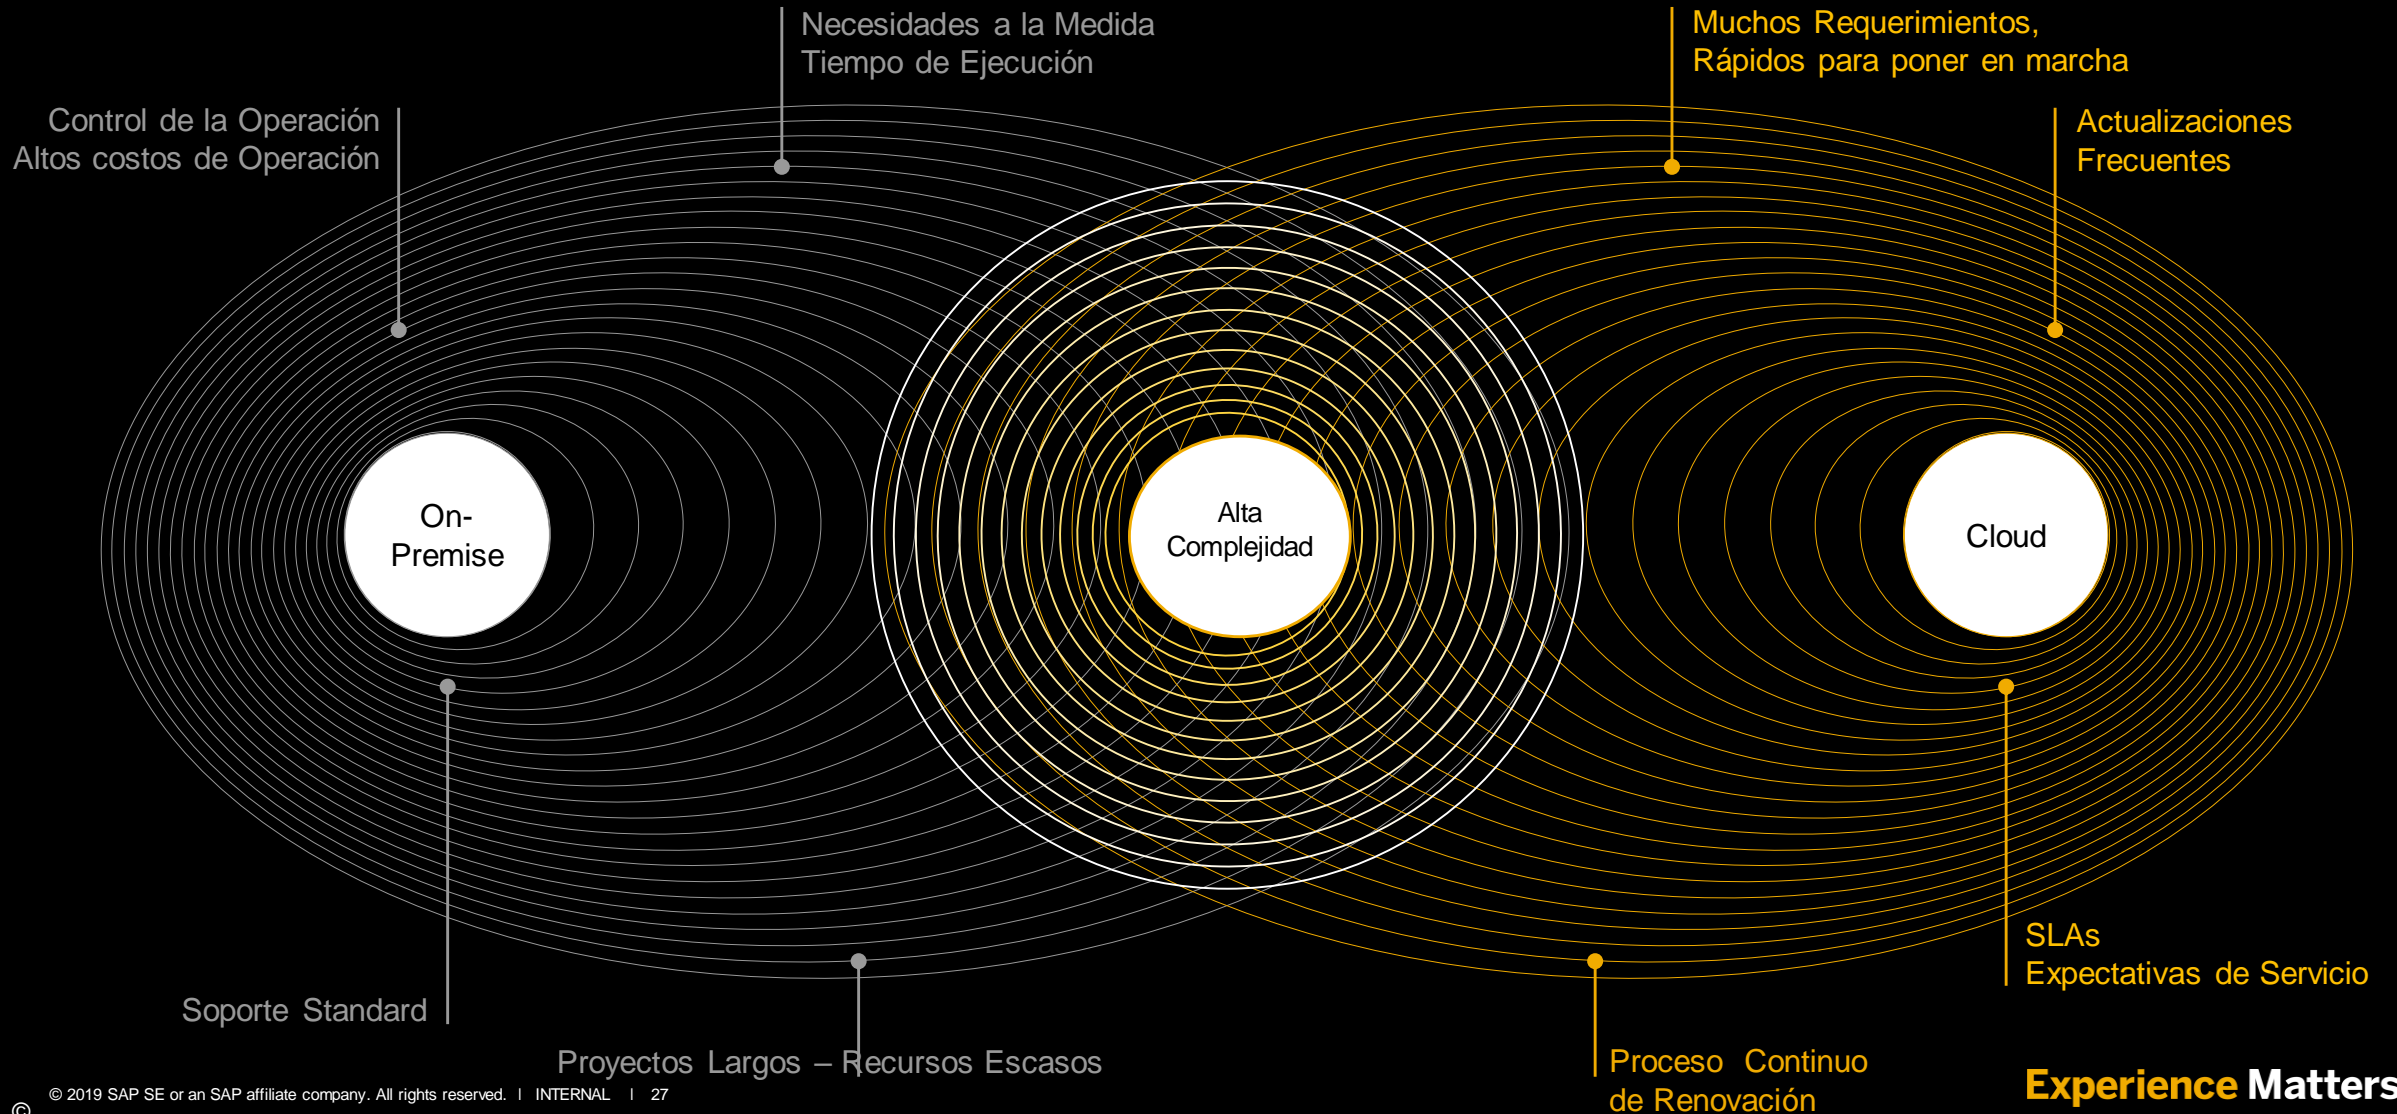 Necesidades a la Medida
Tiempo de Ejecución
Muchos Requerimientos,
Rápidos para poner en marcha
Control de la Operación
Altos costos de Operación
Actualizaciones
Frecuentes
On-
Premise
Alta
Complejidad
Cloud
SLAs
Expectativas de Servicio
Soporte Standard
Proyectos Largos – Recursos Escasos
Proceso Continuo
de Renovación
Experience Matters
© 2019 SAP SE or an SAP affiliate company. All rights reserved. | INTERNAL | 27
©